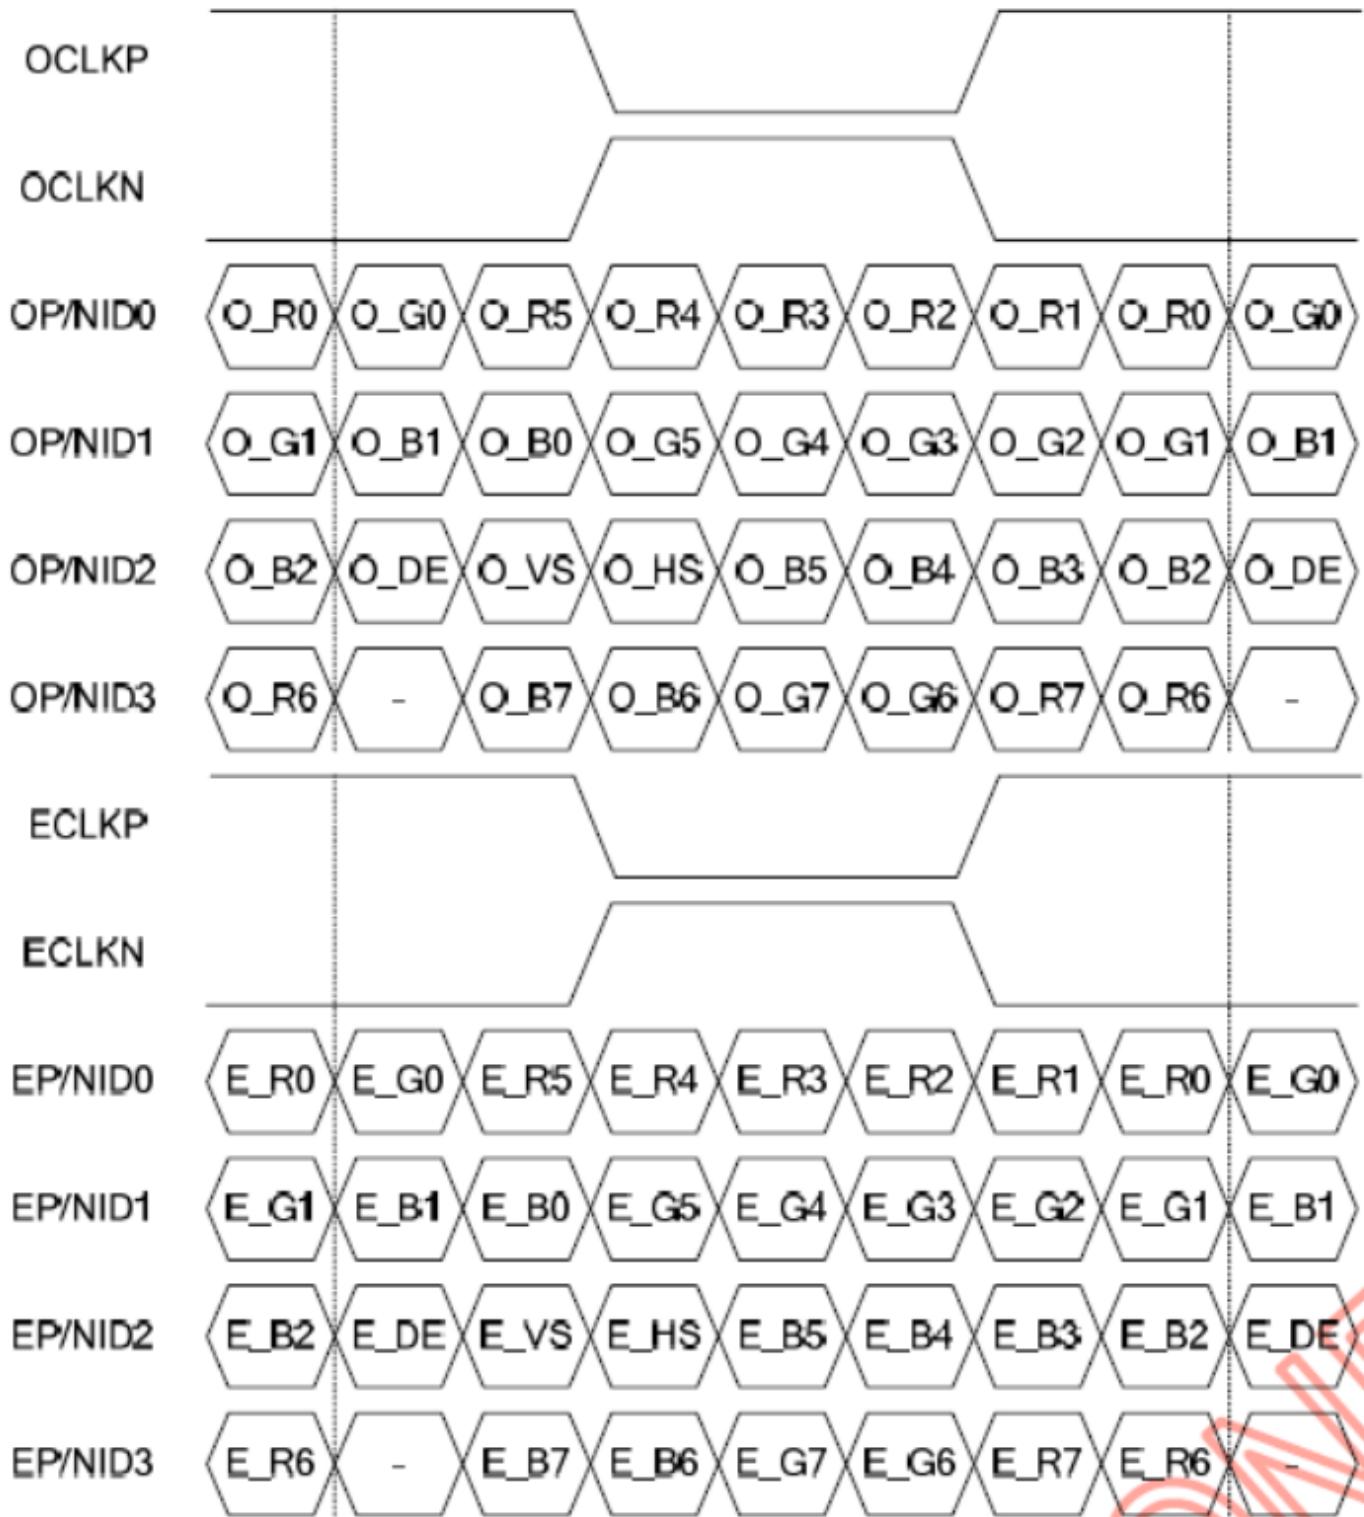 OCLKP
OCLKN
OP/NID0 O_R0 O_G0 O_R5 O_R4 O_R3 O_R2 O_R1 O_R0 O_G0
OP/NID1 O_G1 O_B1 O_B0 O_G5 O_G4 O_G3 O_G2 O_G1 O_B1
OP/NID2 O_B2 O_DE O_VS O_HS O_B5 O_B4 O_B3 O_B2 O_DE
OP/NID3 O_R6 - O_B7 O_B6 O_G7 O_G6 O_R7 O_R6 -
ECLKP
ECLKN
EP/NID0 E_R0 E_G0 E_R5 E_R4 E_R3 E_R2 E_R1 E_R0 E_G0
EP/NID1 E_G1 E_B1 E_B0 E_G5 E_G4 E_G3 E_G2 E_G1 E_B1
EP/NID2 E_B2 E_DE E_VS E_HS E_B5 E_B4 E_B3 E_B2 E_DE
EP/NID3 E_R6 - E_B7 E_B6 E_G7 E_G6 E_R7 E_R6 -